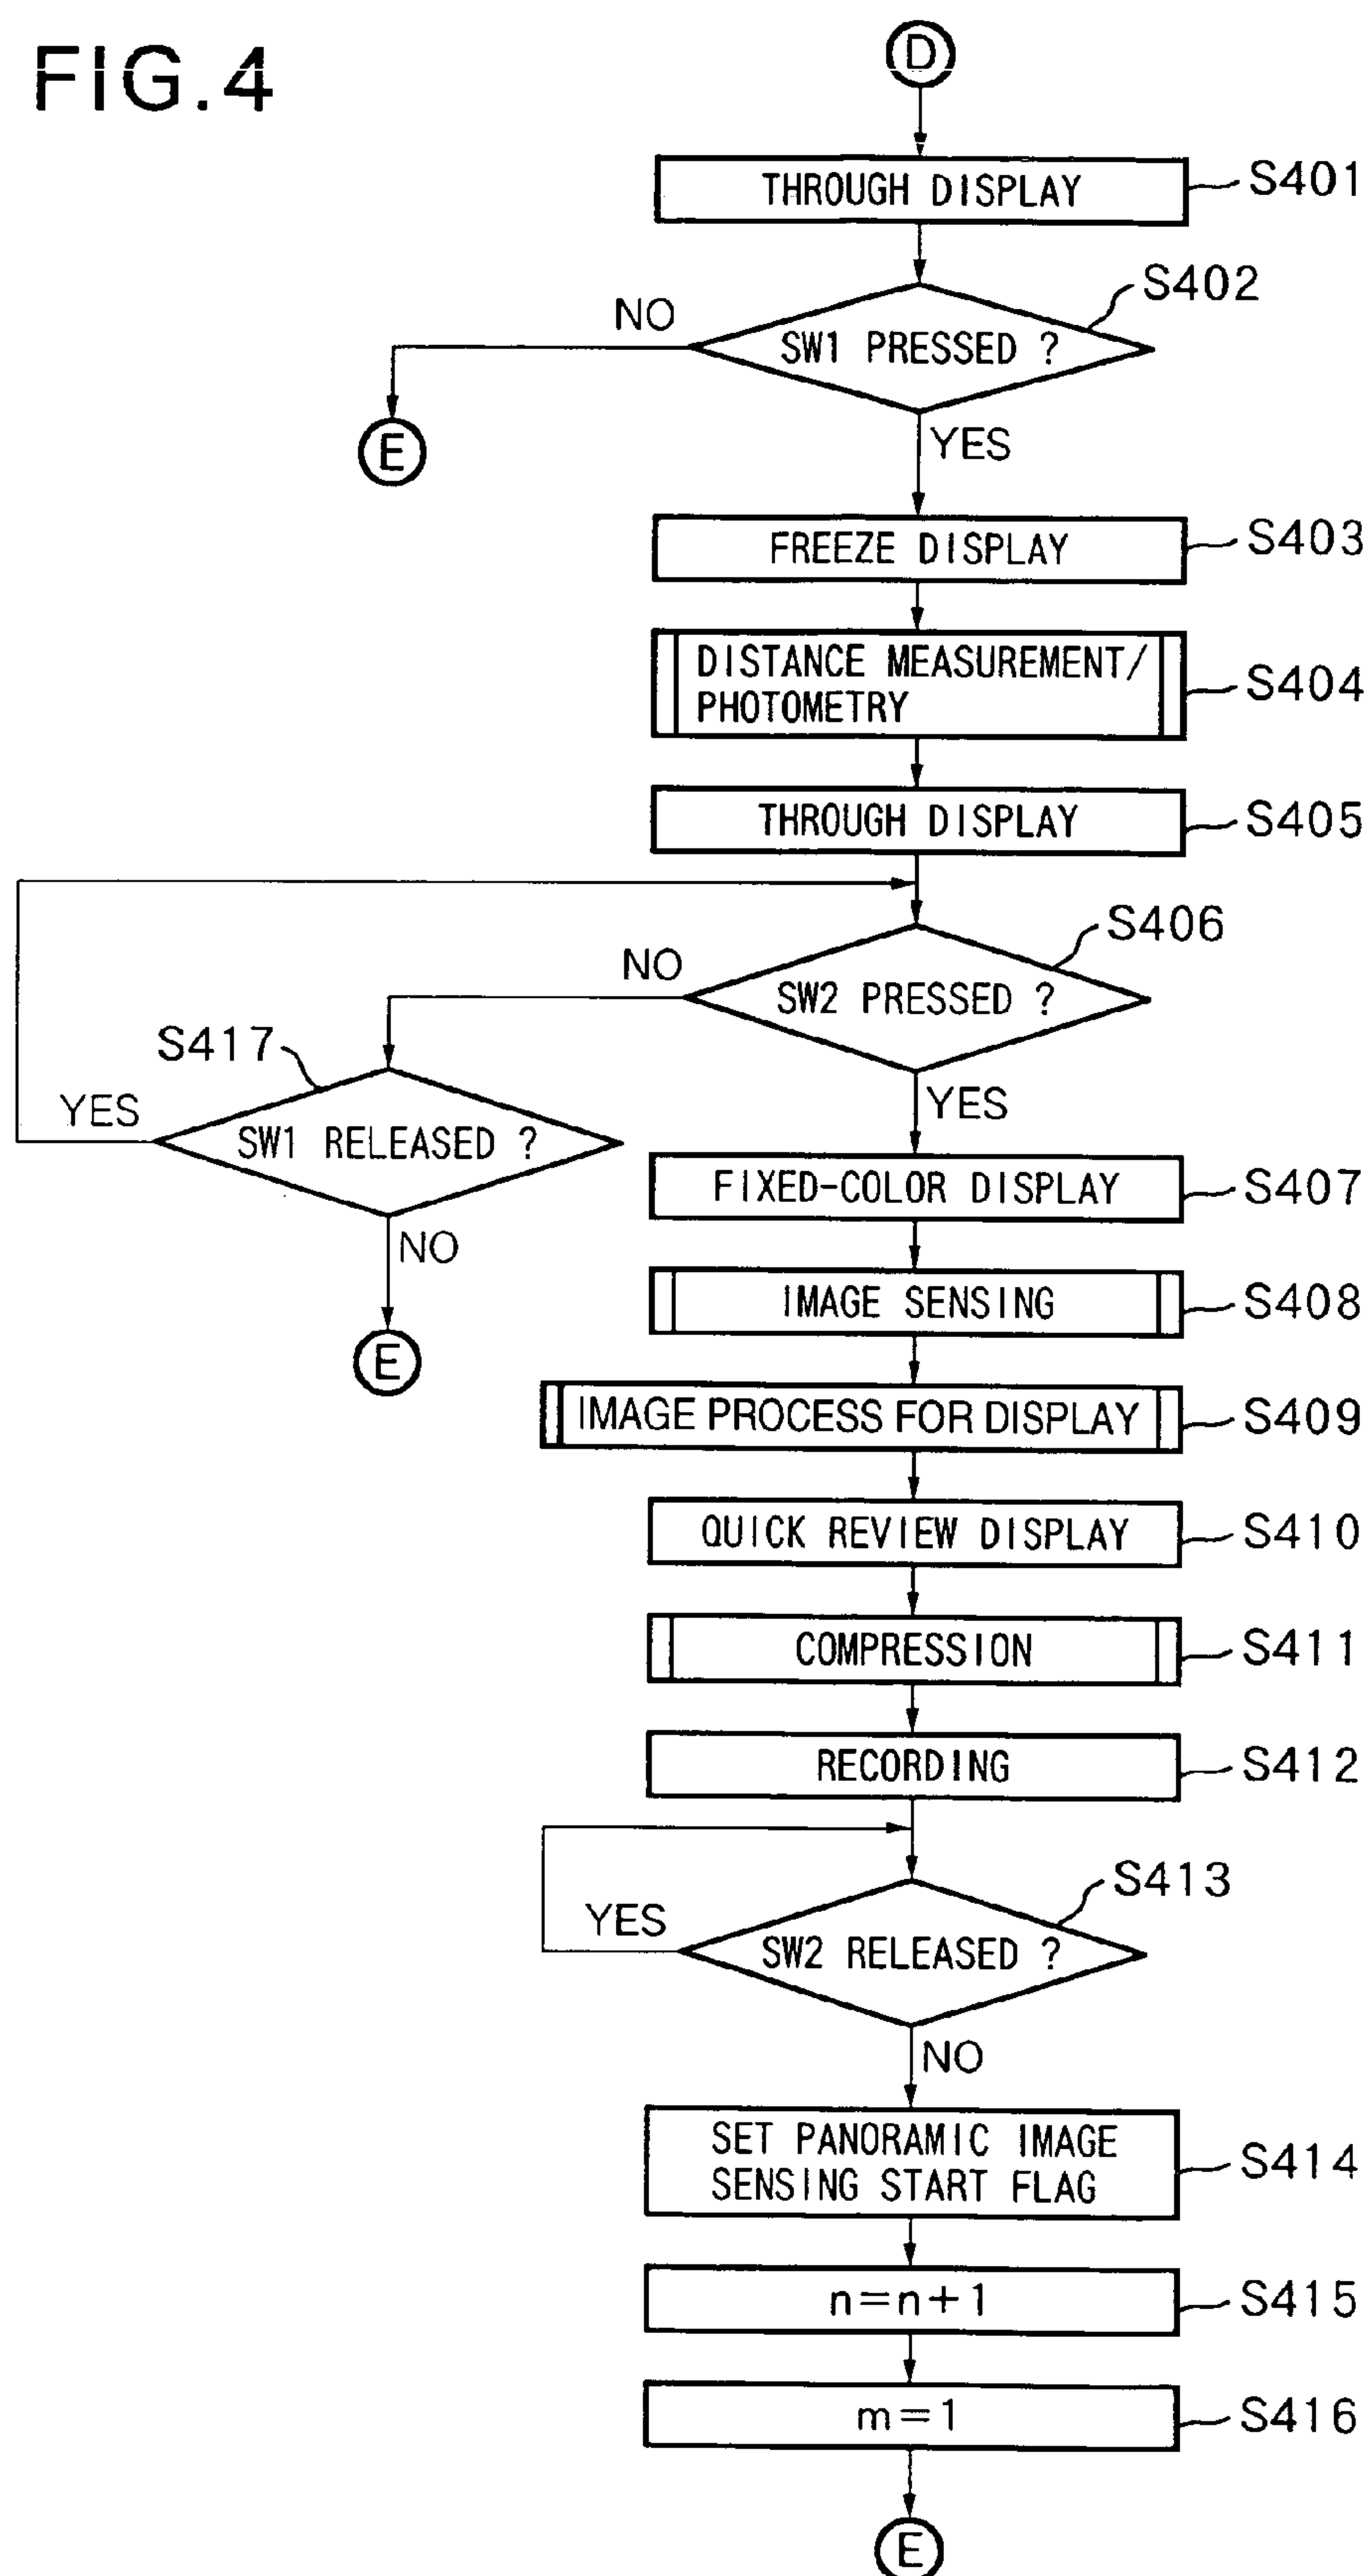 FIG.4
D
THROUGH DISPLAY
S401
S402
NO
SW1 PRESSED ?
E
YES
FREEZE DISPLAY
S403
DISTANCE MEASUREMENT/
PHOTOMETRY
S404
THROUGH DISPLAY
S405
S406
NO
SW2 PRESSED ?
S417
YES
SW1 RELEASED ?
YES
FIXED-COLOR DISPLAY
S407
NO
IMAGE SENSING
S408
E
IMAGE PROCESS FOR DISPLAY
S409
QUICK REVIEW DISPLAY
S410
COMPRESSION
S411
RECORDING
S412
S413
YES
SW2 RELEASED ?
NO
SET PANORAMIC IMAGE
SENSING START FLAG
S414
n=n+1
S415
m=1
S416
E